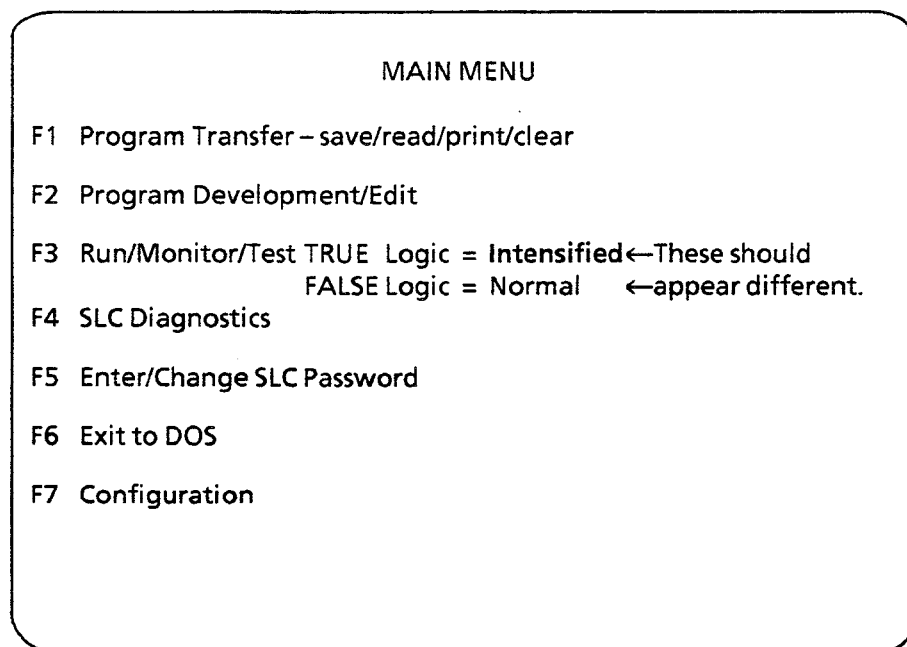 MAIN MENU
F1 Program Transfer – save/read/print/clear
F2 Program Development/Edit
F3 Run/Monitor/Test TRUE Logic = Intensified←These should
FALSE Logic = Normal ←appear different.
F4 SLC Diagnostics
F5 Enter/Change SLC Password
F6 Exit to DOS
F7 Configuration